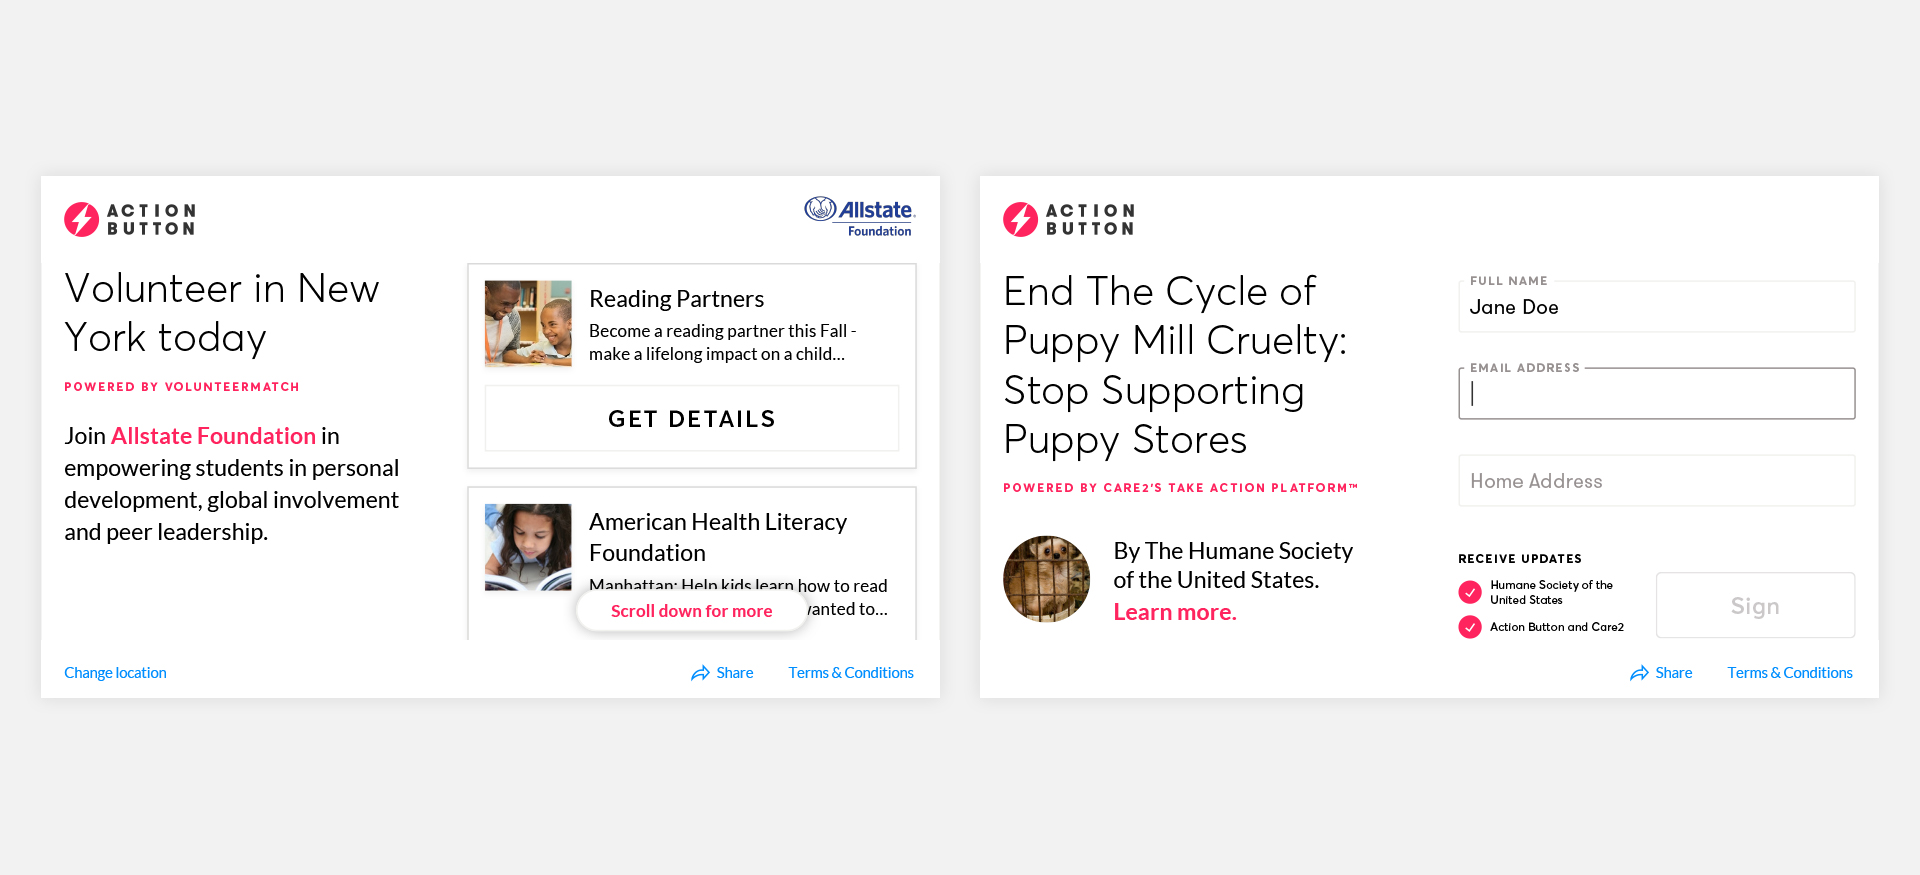 ACTION
BUTTON
Allstate
Foundation
Volunteer in New
York today
POWERED BY VOLUNTEERMATCH
Join Allstate Foundation in
empowering students in personal
development, global involvement
and peer leadership.
Reading Partners
Become a reading partner this Fall -
make a lifelong impact on a child...
GET DETAILS
American Health Literacy
Foundation
Manhattan: Help kids learn how to read
wanted to...
Scroll down for more
Change location
Share
Terms & Conditions
ACTION
BUTTON
End The Cycle of
Puppy Mill Cruelty:
Stop Supporting
Puppy Stores
POWERED BY CARE2'S TAKE ACTION PLATFORM™
By The Humane Society
of the United States.
Learn more.
FULL NAME
Jane Doe
EMAIL ADDRESS
Home Address
RECEIVE UPDATES
Humane Society of the
United States
Action Button and Care2
Sign
Share
Terms & Conditions